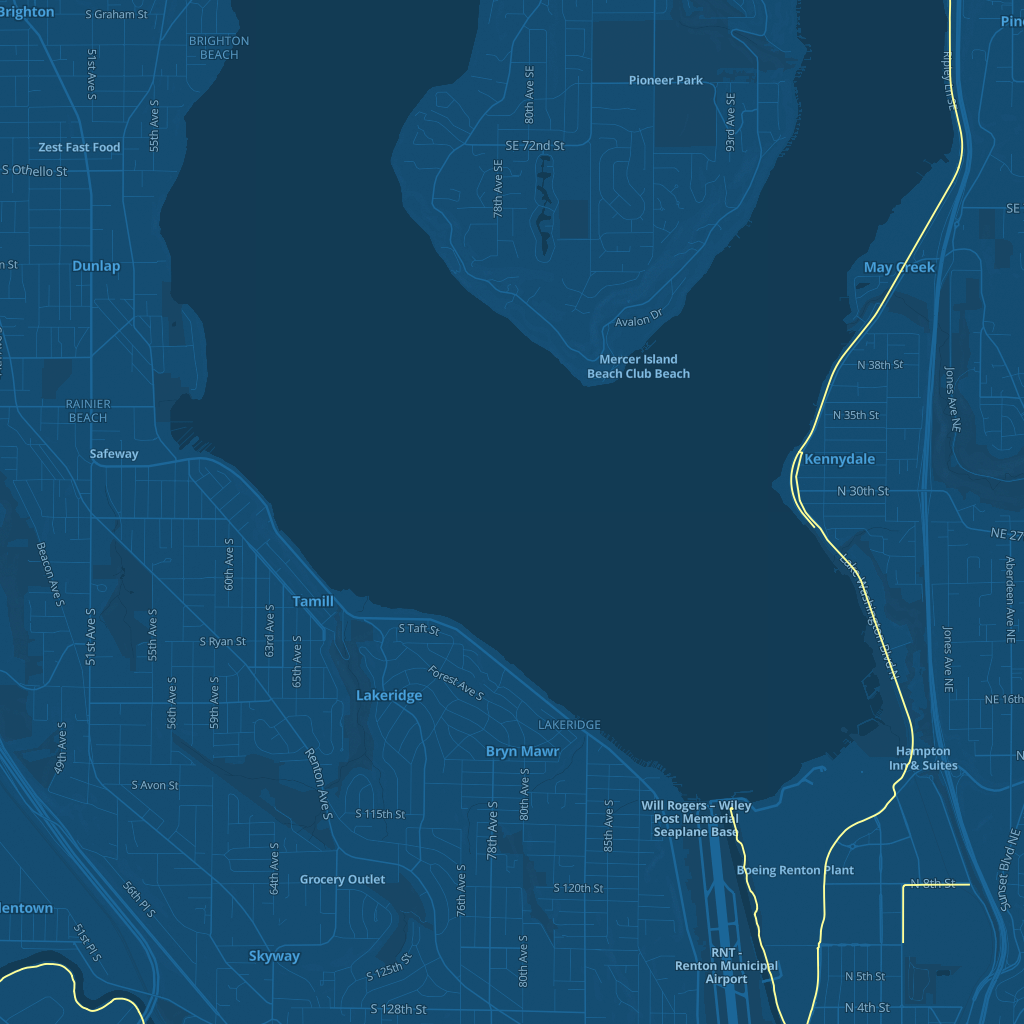 Brighton
S Graham St
BRIGHTON
BEACH
51st Ave S
55th Ave S
Zest Fast Food
S Othello St
Dunlap
Pioneer Park
80th Ave SE
93rd Ave SE
SE 72nd St
78th Ave SE
Ripley Ln SE
SE
May Creek
Avalon Dr
Mercer Island
Beach Club Beach
N 38th St
Jones Ave NE
N 35th St
RAINIER
BEACH
Safeway
Kennydale
N 30th St
NE 27
Beacon Ave S
60th Ave S
Lake Washington Blvd N
Aberdeen Ave NE
Tamill
51st Ave S
55th Ave S
63rd Ave S
S Ryan St
65th Ave S
S Taft St
Jones Ave NE
Forest Ave S
Lakeridge
56th Ave S
59th Ave S
NE 16th
LAKERIDGE
49th Ave S
Bryn Mawr
Hampton
Inn & Suites
Renton Ave S
S Avon St
80th Ave S
S 115th St
78th Ave S
85th Ave S
Will Rogers – Wiley
Post Memorial
Seaplane Base
64th Ave S
Grocery Outlet
76th Ave S
S 120th St
Boeing Renton Plant
N 8th St
Sunset Blvd NE
56th Pl S
51st Pl S
Skyway
S 125th St
80th Ave S
RNT -
Renton Municipal
Airport
N 5th St
S 128th St
N 4th St